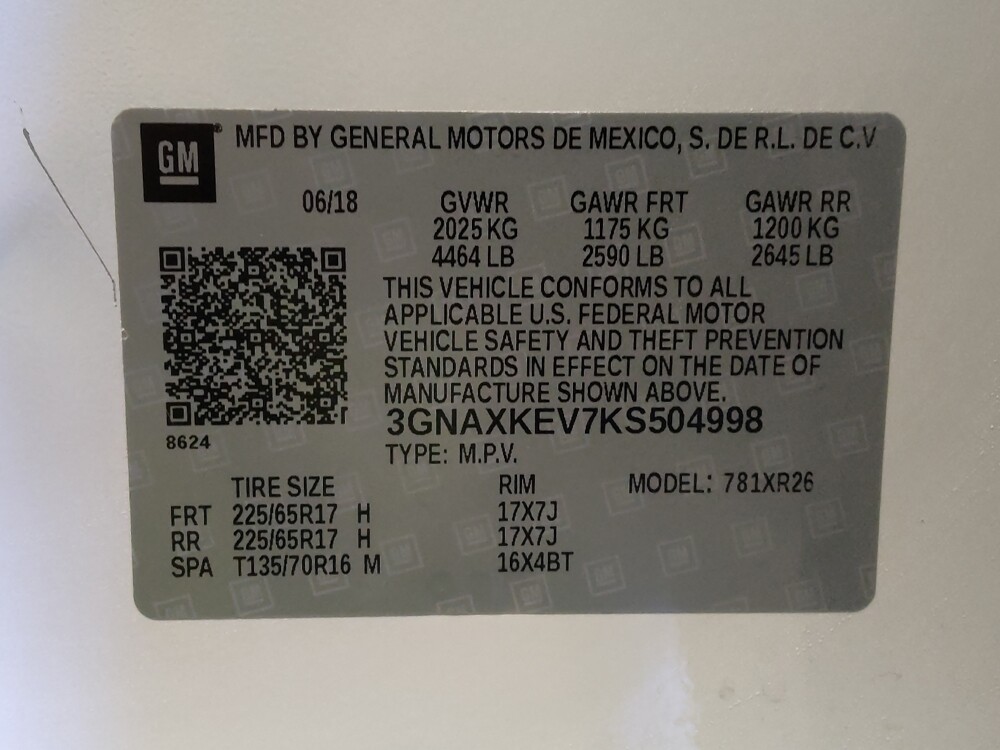 GM® MFD BY GENERAL MOTORS DE MEXICO, S. DE R.L. DE C.V
06/18 GVWR GAWR FRT GAWR RR
2025 KG 1175 KG 1200 KG
4464 LB 2590 LB 2645 LB
THIS VEHICLE CONFORMS TO ALL
APPLICABLE U.S. FEDERAL MOTOR
VEHICLE SAFETY AND THEFT PREVENTION
STANDARDS IN EFFECT ON THE DATE OF
MANUFACTURE SHOWN ABOVE.
3GNAXKEV7KS504998
8624
TYPE: M.P.V.
TIRE SIZE RIM MODEL: 781XR26
FRT 225/65R17 H 17X7J
RR 225/65R17 H 17X7J
SPA T135/70R16 M 16X4BT